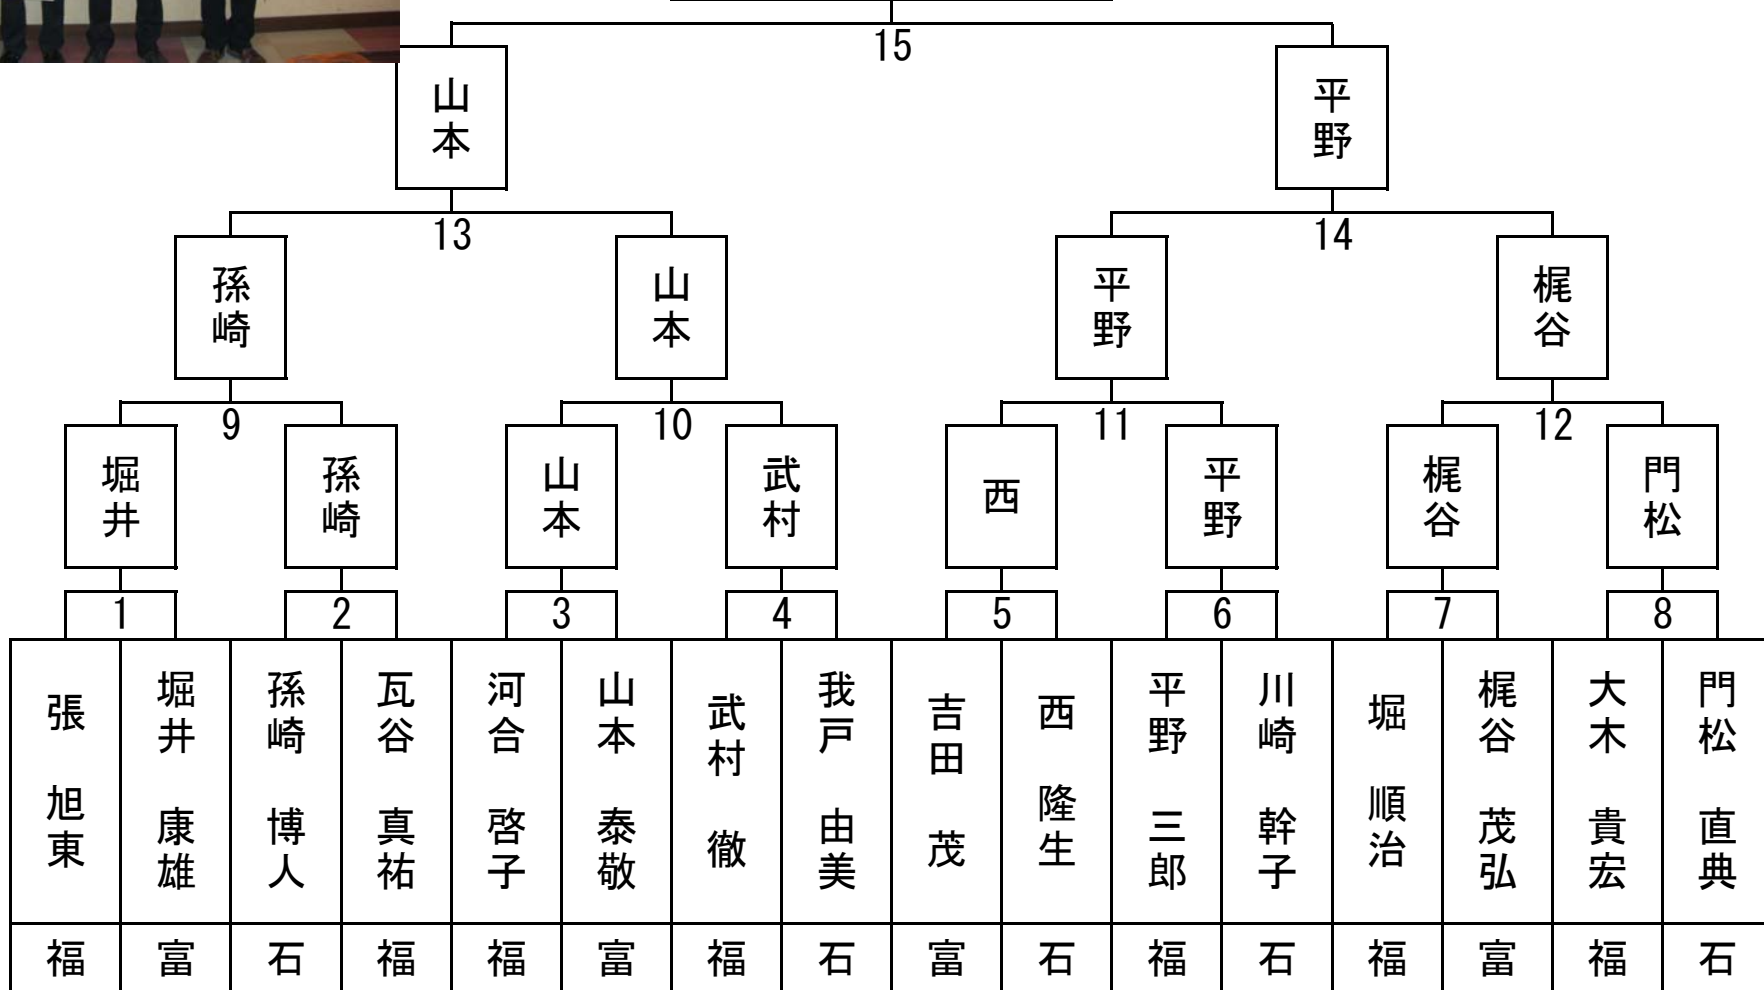 15
山本
平野
13
14
孫崎
山本
平野
梶谷
9
10
11
12
堀井
孫崎
山本
武村
西
平野
梶谷
門松
1
2
3
4
5
6
7
8
張 旭東
堀井 康雄
孫崎 博人
瓦谷 真祐
河合 啓子
山本 泰敬
武村 徹
我戸 由美
吉田 茂
西 隆生
平野 三郎
川崎 幹子
堀 順治
梶谷 茂弘
大木 貴宏
門松 直典
福
富
石
福
福
富
福
石
富
石
福
石
福
富
福
石